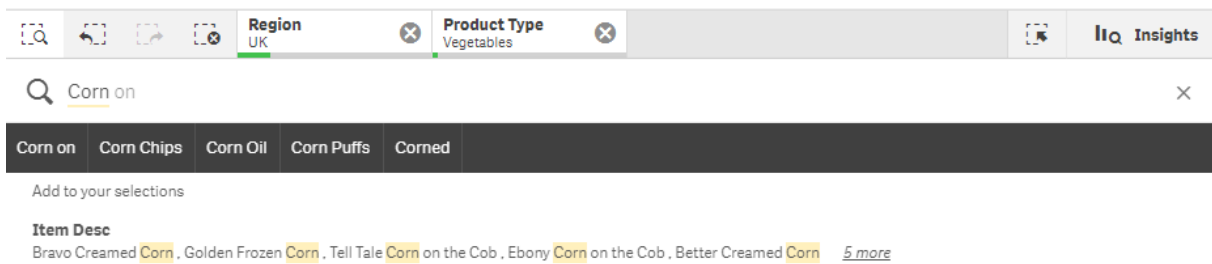 Region
UK
Product Type
Vegetables
Insights
Corn on
Corn on Corn Chips Corn Oil Corn Puffs Corned
Add to your selections
Item Desc
Bravo Creamed Corn , Golden Frozen Corn , Tell Tale Corn on the Cob , Ebony Corn on the Cob , Better Creamed Corn 5 more